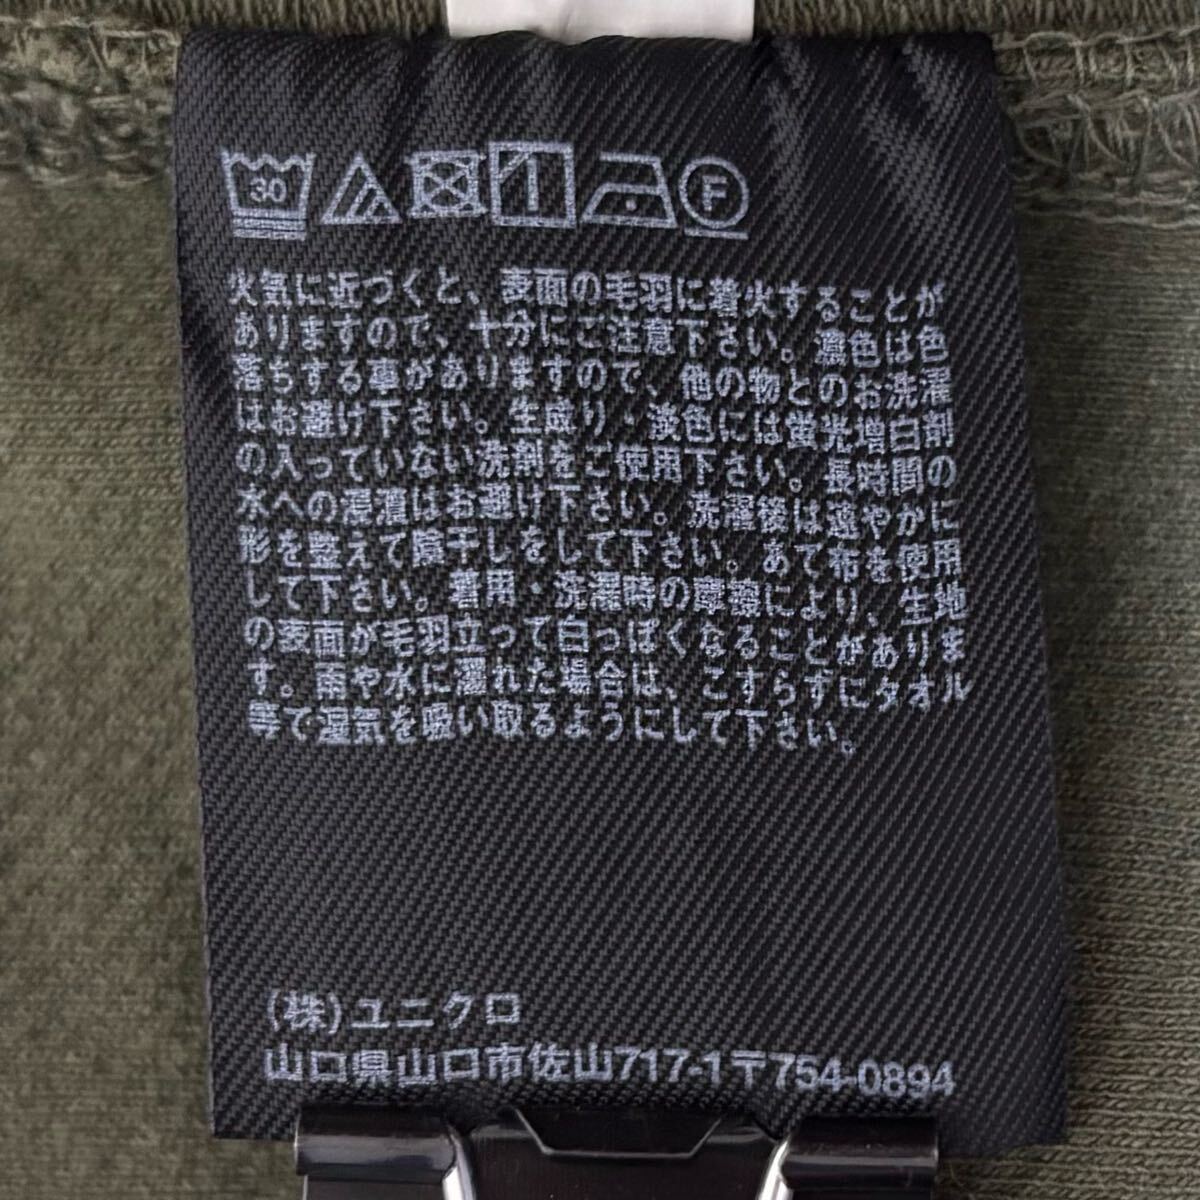 30 F
火気に近づくと、表面の毛羽に着火することが
ありますので、十分にご注意下さい。濃色は色
落ちする事がありますので、他の物とのお洗濯
はお避け下さい。生成り・淡色には蛍光増白剤
の入っていない洗剤をご使用下さい。長時間の
水への浸漬はお避け下さい。洗濯後は速やかに
形を整えて陰干しをして下さい。あて布を使用
して下さい。着用・洗濯時の摩擦により、生地
の表面が毛羽立って白っぽくなることがありま
す。雨や水に濡れた場合は、こすらずにタオル
等で湿気を吸い取るようにして下さい。
(株)ユニクロ
山口県山口市佐山717-1〒754-0894